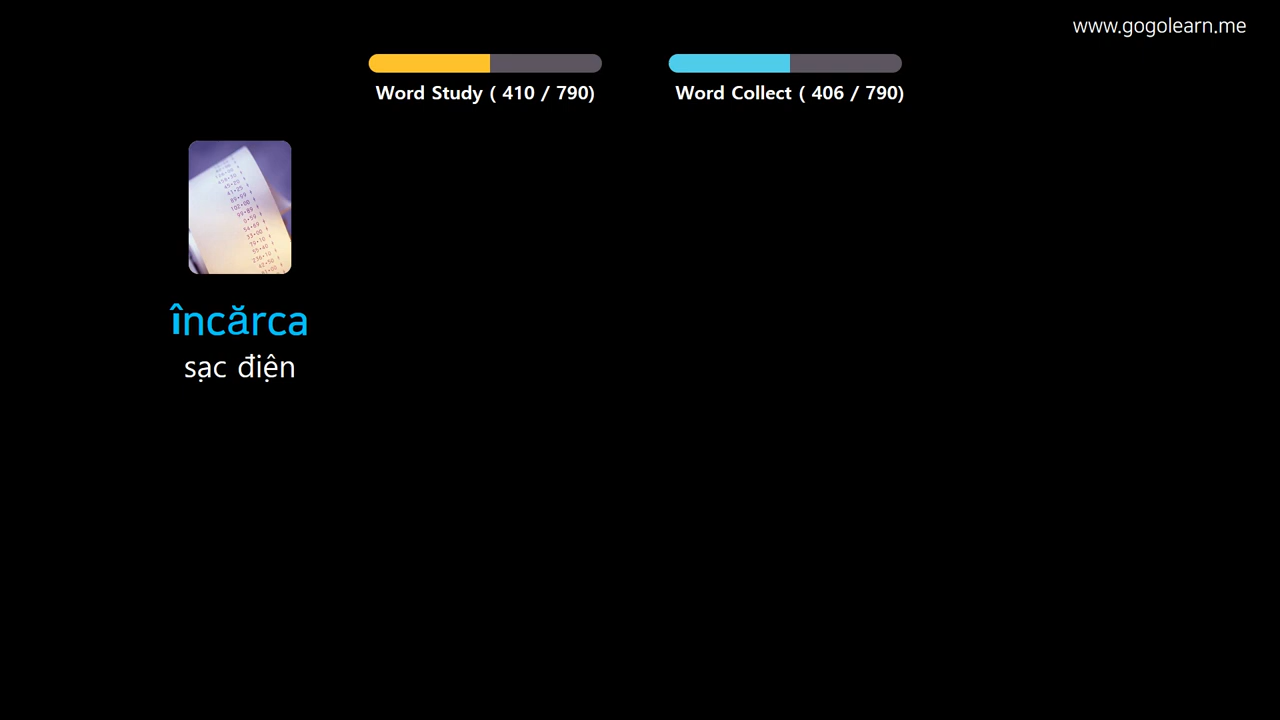 www.gogolearn.me
Word Study ( 410 / 790)
Word Collect ( 406 / 790)
încărca
sạc điện